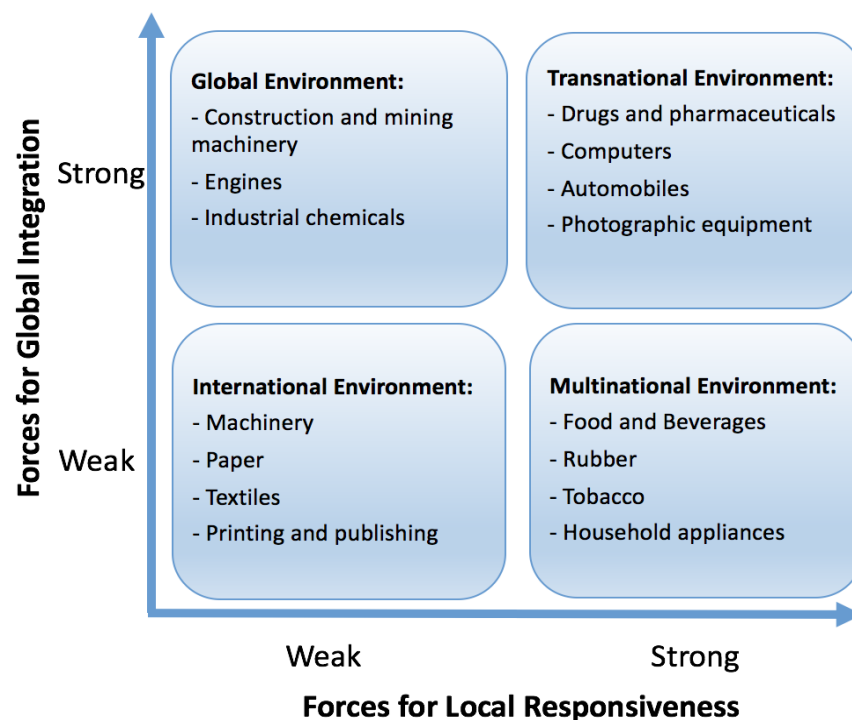 Forces for Global Integration
Strong
Weak
Global Environment:
- Construction and mining
machinery
- Engines
- Industrial chemicals
Transnational Environment:
- Drugs and pharmaceuticals
- Computers
- Automobiles
- Photographic equipment
International Environment:
- Machinery
- Paper
- Textiles
- Printing and publishing
Multinational Environment:
- Food and Beverages
- Rubber
- Tobacco
- Household appliances
Weak
Strong
Forces for Local Responsiveness